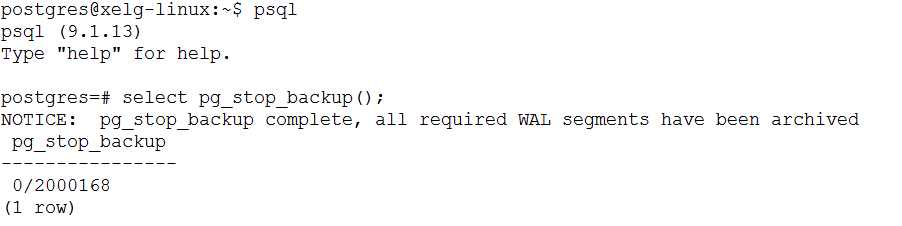 postgres@xelg-linux:~$ psql
psql (9.1.13)
Type "help" for help.

postgres=# select pg_stop_backup();
NOTICE:  pg_stop_backup complete, all required WAL segments have been archived
 pg_stop_backup
----------------
 0/2000168
(1 row)